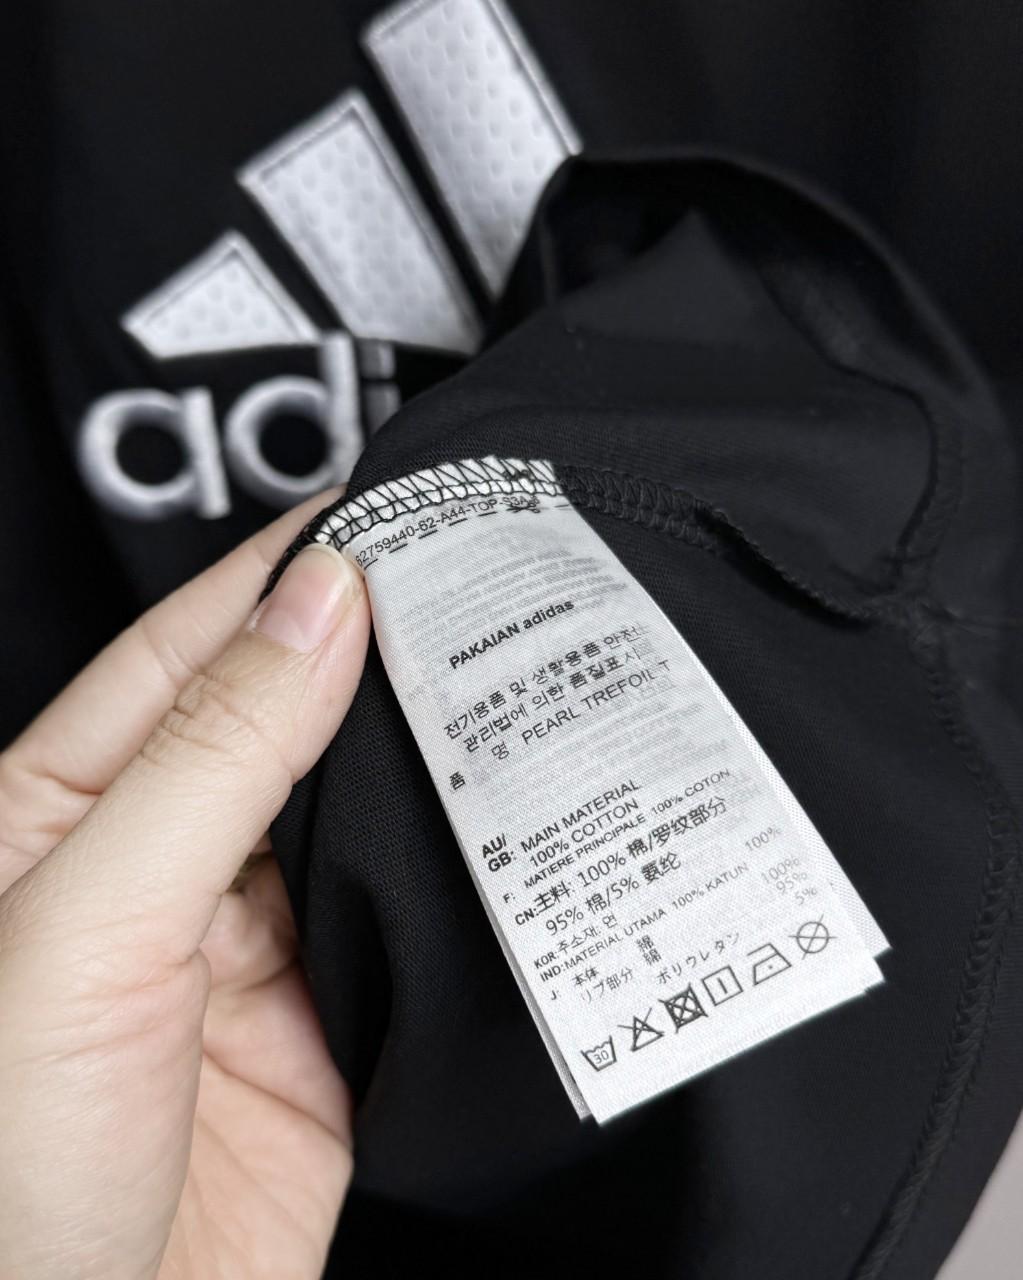 adi
62759440-62-A44-TOP-S3A
PAKAIAN adidas
전기용품 및 생활용품 안전
관리법에 의한 품질표시
품 명 PEARL TREFOIL T
AU/
GB: MAIN MATERIAL
100% COTTON
F: MATIERE PRINCIPALE 100% COTON
CN:主料: 100% 棉/罗纹部分
95% 棉/5% 氨纶
KOR:주소재: 면 100%
IND:MATERIAL UTAMA 100% KATUN
J: 本体 綿 100%
リブ部分 綿 95%
ポリウレタン 5%
30